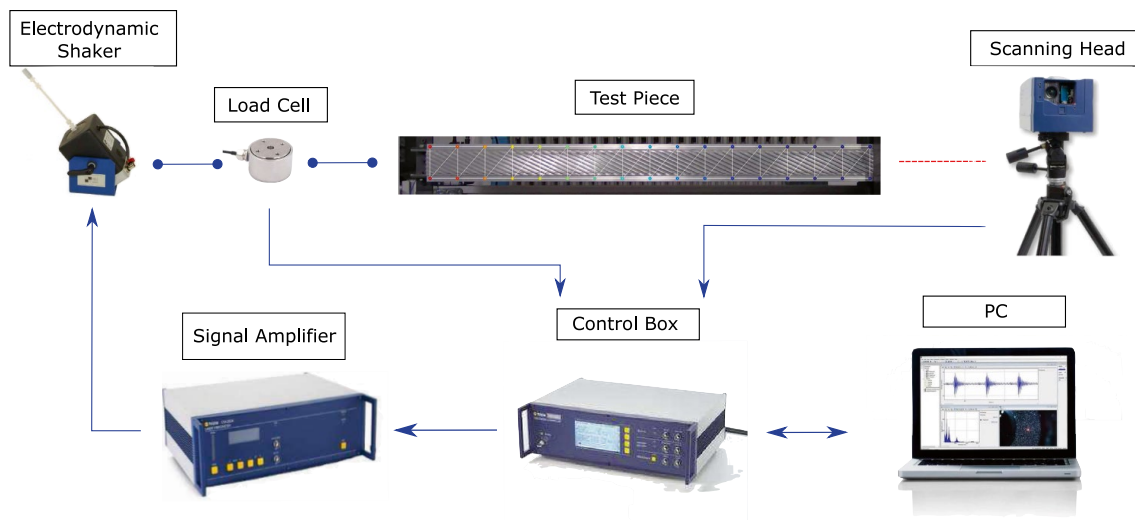 Electrodynamic
Shaker
Scanning Head
Load Cell
Test Piece
Signal Amplifier
Control Box
PC